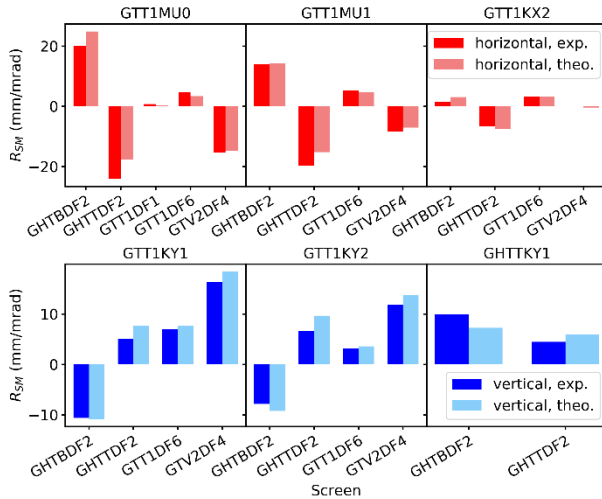 GTT1MU0 GTT1MU1 GTT1KX2
R_SM (mm/mrad)
20
0
−20
horizontal, exp.
horizontal, theo.
GHTBDF2 GHTTDF2 GTT1DF1 GTT1DF6 GTV2DF4 GHTBDF2 GHTTDF2 GTT1DF6 GTV2DF4 GHTBDF2 GHTTDF2 GTT1DF6 GTV2DF4
GTT1KY1 GTT1KY2 GHTTKY1
R_SM (mm/mrad)
10
0
−10
vertical, exp.
vertical, theo.
GHTBDF2 GHTTDF2 GTT1DF6 GTV2DF4 GHTBDF2 GHTTDF2 GTT1DF6 GTV2DF4 GHTBDF2 GHTTDF2
Screen